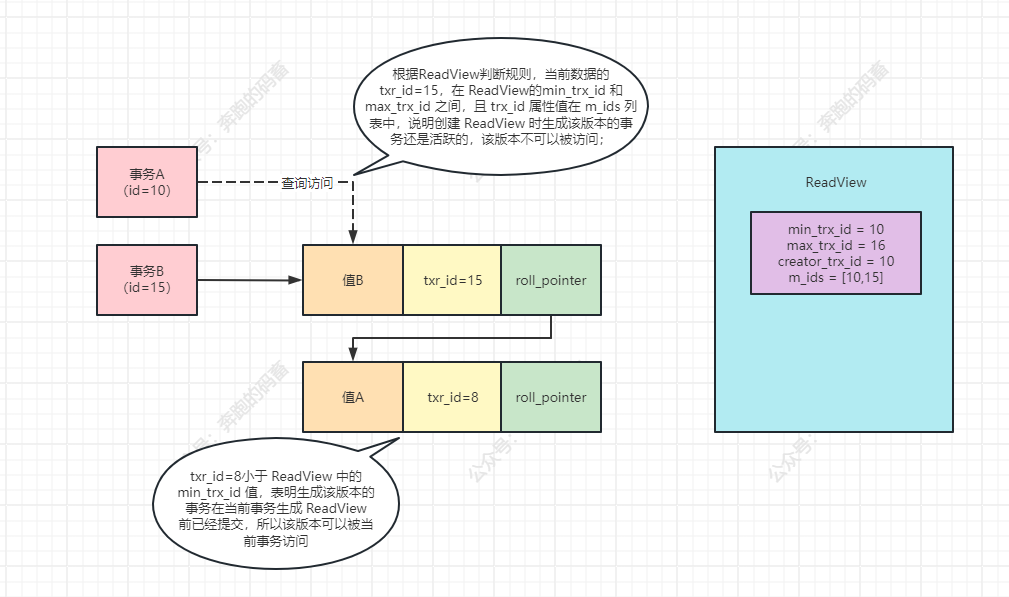 根据ReadView判断规则，当前数据的
txr_id=15，在 ReadView的min_trx_id 和
max_trx_id 之间，且 trx_id 属性值在 m_ids 列
表中，说明创建 ReadView 时生成该版本的事
务还是活跃的，该版本不可以被访问；
事务A
（id=10）
查询访问
事务B
（id=15）
值B
txr_id=15
roll_pointer
值A
txr_id=8
roll_pointer
txr_id=8小于 ReadView 中的
min_trx_id 值，表明生成该版本的
事务在当前事务生成 ReadView
前已经提交，所以该版本可以被当
前事务访问
ReadView
min_trx_id = 10
max_trx_id = 16
creator_trx_id = 10
m_ids = [10,15]
号：奔跑的码畜
号：奔跑的码畜
号：奔跑的码畜
公众号：
公众号：